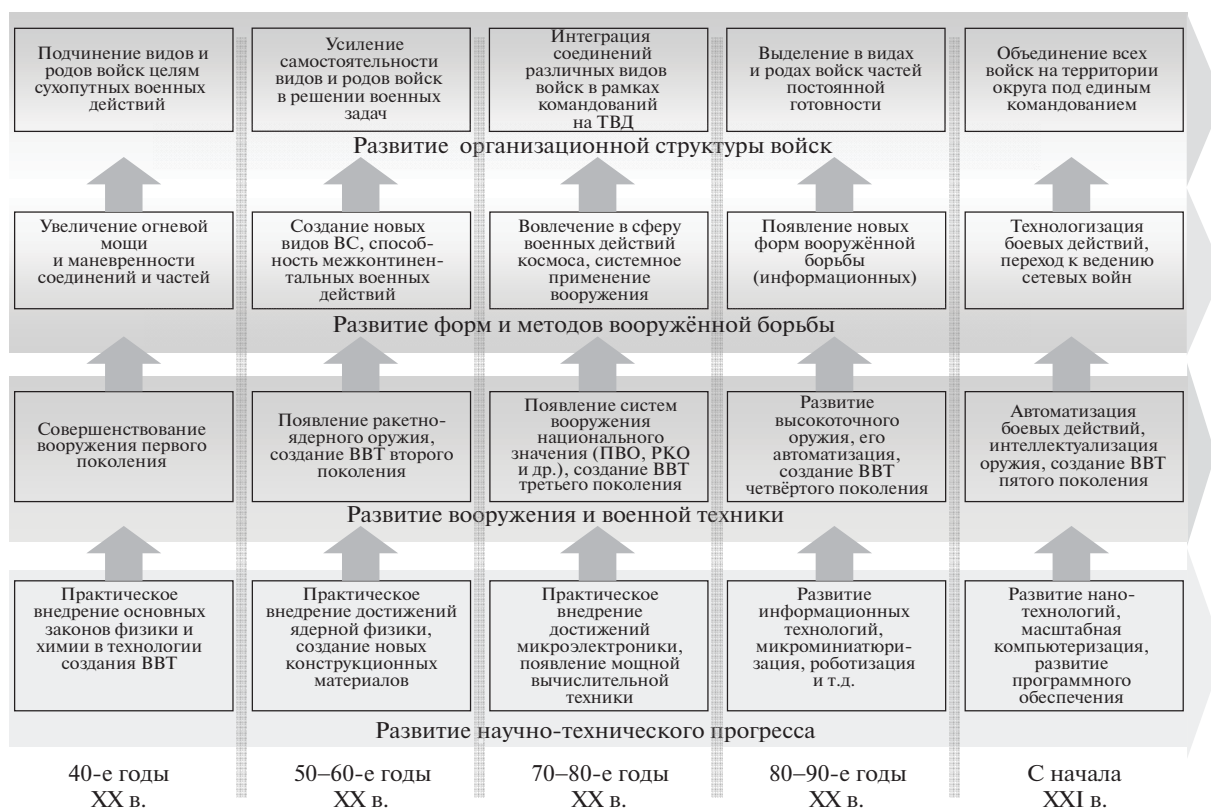 Подчинение видов и
родов войск целям
сухопутных военных
действий
Усиление
самостоятельности
видов и родов войск
в решении военных
задач
Интеграция
соединений
различных видов
войск в рамках
командований
на ТВД
Выделение в видах
и родах войск частей
постоянной
готовности
Объединение всех
войск на территории
округа под единым
командованием
Развитие организационной структуры войск
Увеличение огневой
мощи
и маневренности
соединений и частей
Создание новых
видов ВС, способ-
ность межконтинен-
тальных военных
действий
Вовлечение в сферу
военных действий
космоса, системное
применение
вооружения
Появление новых
форм вооружённой
борьбы
(информационных)
Технологизация
боевых действий,
переход к ведению
сетевых войн
Развитие форм и методов вооружённой борьбы
Совершенствование
вооружения первого
поколения
Появление ракетно-
ядерного оружия,
создание ВВТ второго
поколения
Появление систем
вооружения
национального
значения (ПВО, РКО
и др.), создание ВВТ
третьего поколения
Развитие
высокоточного
оружия, его
автоматизация,
создание ВВТ
четвёртого поколения
Автоматизация
боевых действий,
интеллектуализация
оружия, создание ВВТ
пятого поколения
Развитие вооружения и военной техники
Практическое
внедрение основных
законов физики и
химии в технологии
создания ВВТ
Практическое
внедрение достижений
ядерной физики,
создание новых
конструкционных
материалов
Практическое
внедрение
достижений
микроэлектроники,
появление мощной
вычислительной
техники
Развитие
информационных
технологий,
микроминиатюри-
зация, роботизация
и т.д.
Развитие нано-
технологий,
масштабная
компьютеризация,
развитие
программного
обеспечения
Развитие научно-технического прогресса
40-е годы
XX в.
50–60-е годы
XX в.
70–80-е годы
XX в.
80–90-е годы
XX в.
С начала
XXI в.